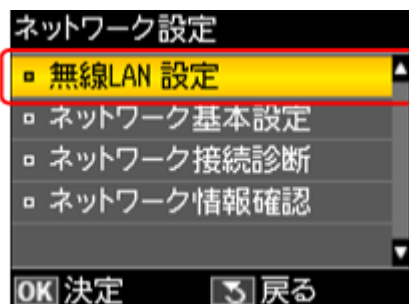 ネットワーク設定
無線LAN 設定
ネットワーク基本設定
ネットワーク接続診断
ネットワーク情報確認
OK 決定 戻る